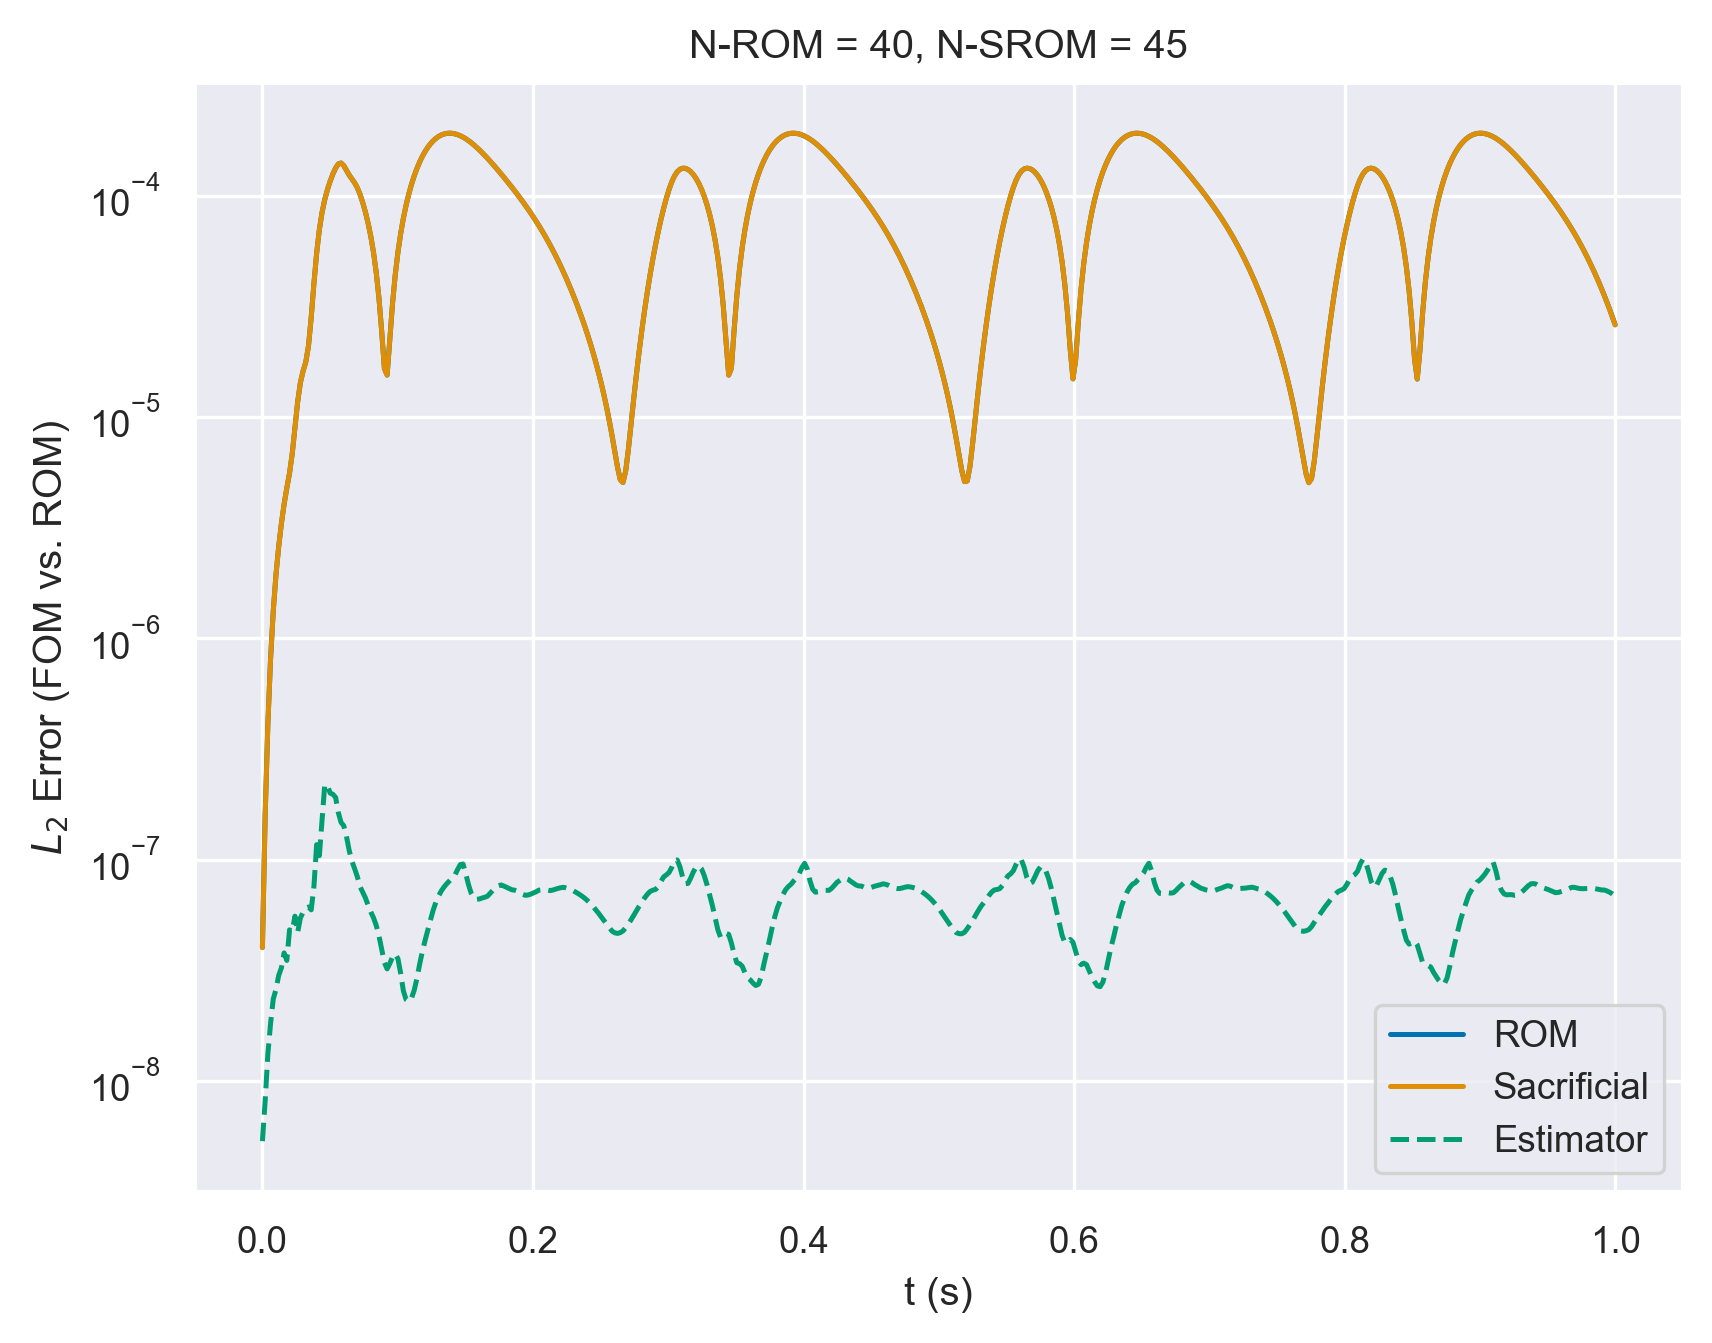 N-ROM = 40, N-SROM = 45
L₂ Error (FOM vs. ROM)
10⁻⁴
10⁻⁵
10⁻⁶
10⁻⁷
10⁻⁸
ROM
Sacrificial
Estimator
0.0 0.2 0.4 0.6 0.8 1.0
t (s)